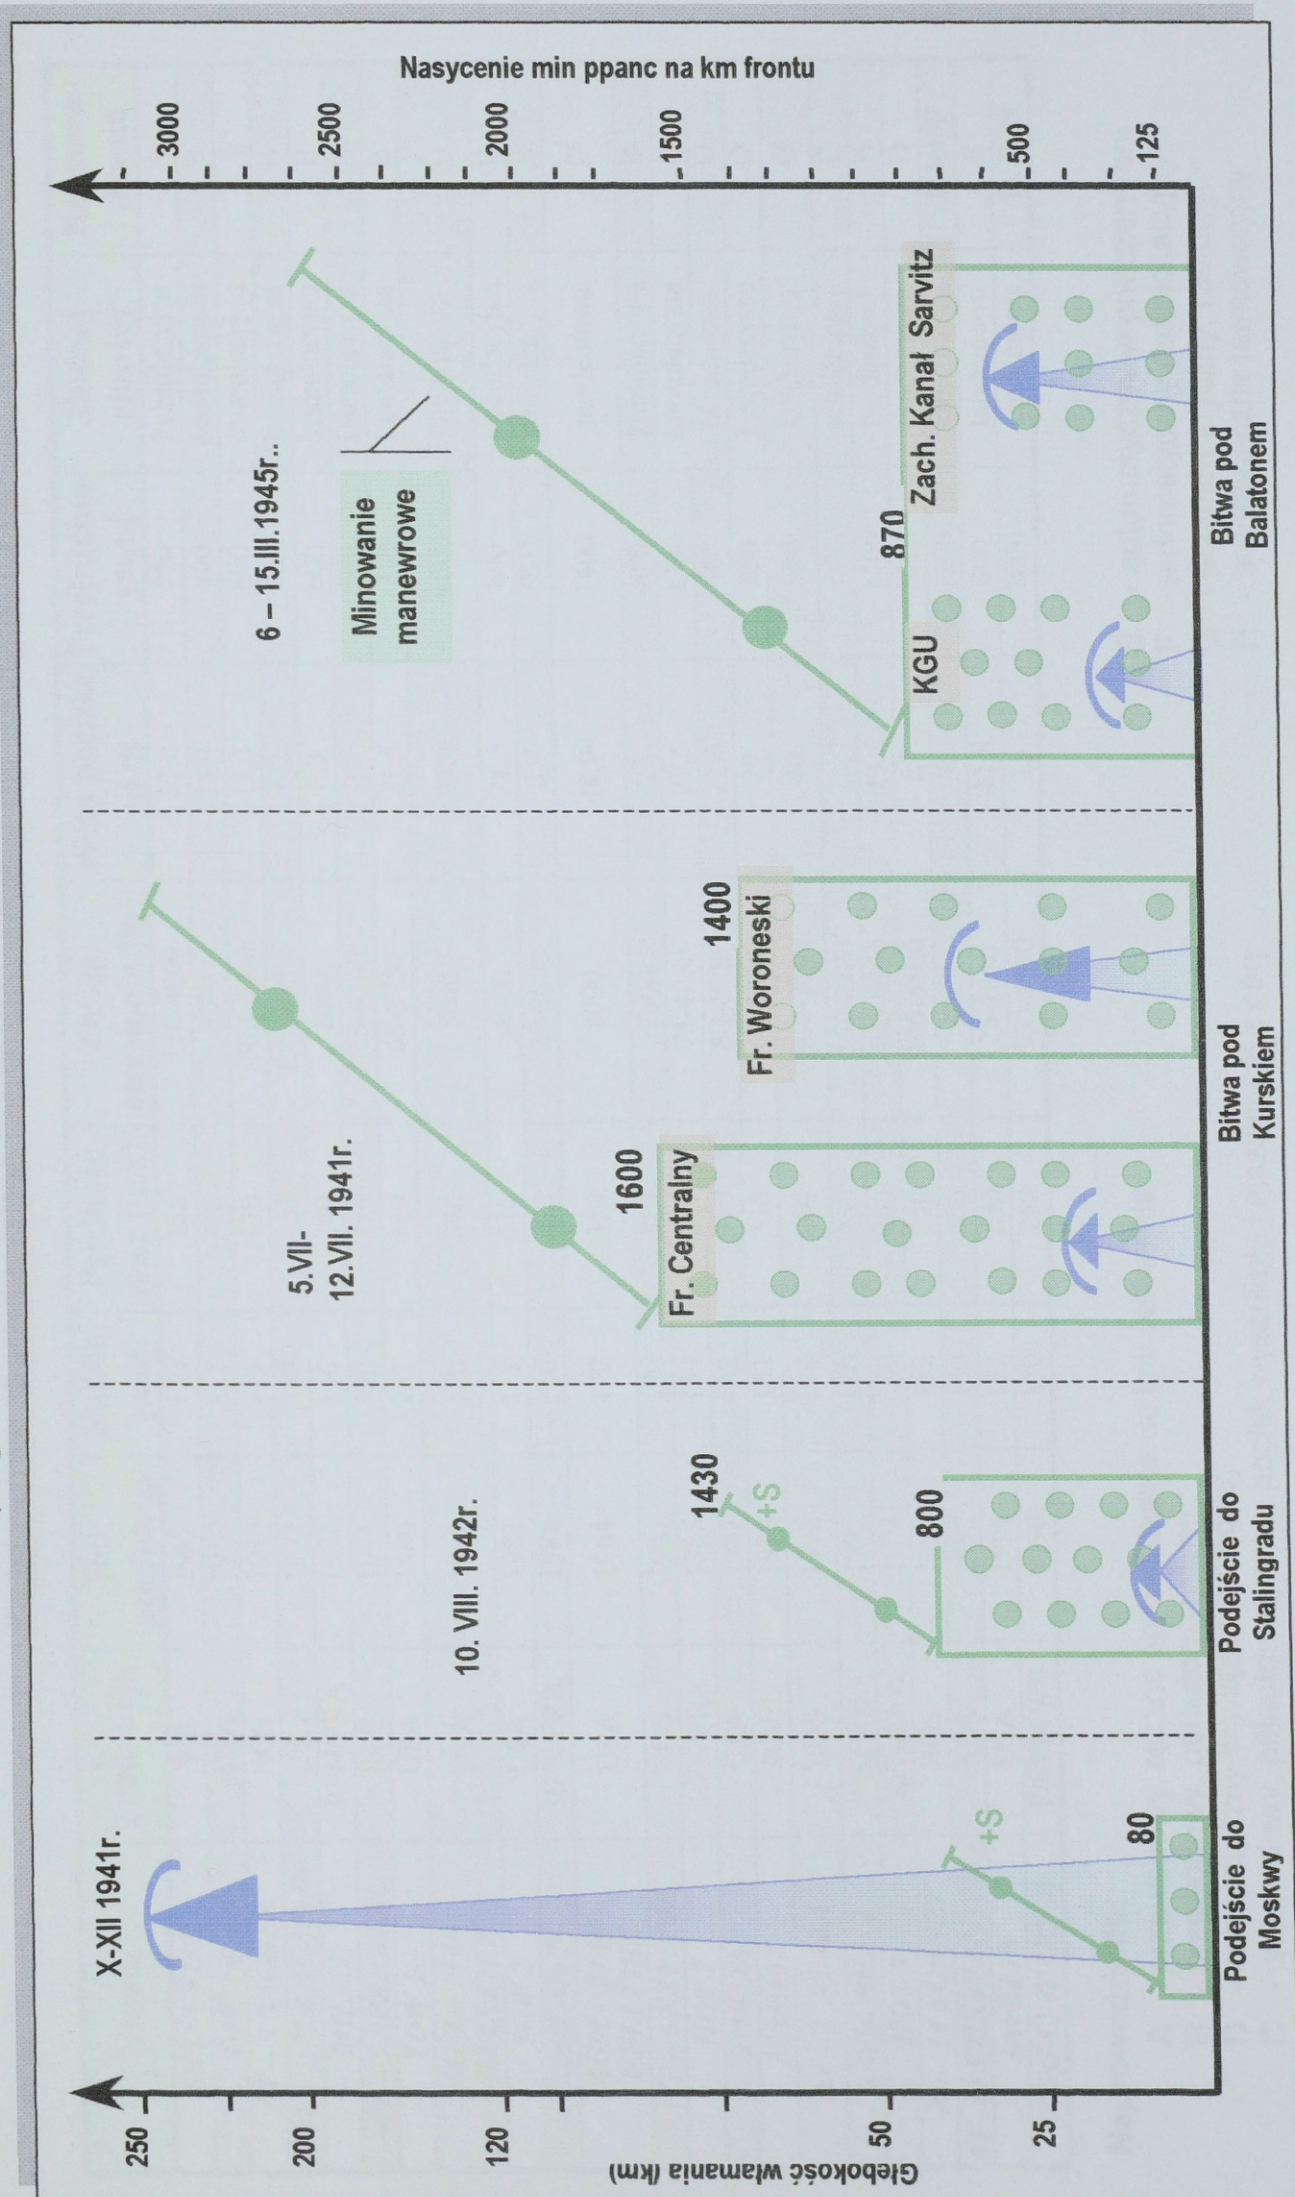 Nasycenie min ppanc na km frontu
3000
2500
2000
1500
500
125
250
200
120
50
25
Głebokość włamania (km)
X-XII 1941r.
+S
80
Podejście do
Moskwy
10. VIII. 1942r.
1430
+S
800
Podejście do
Stalingradu
5.VII-
12.VII. 1941r.
1600
Fr. Centralny
1400
Fr. Woroneski
Bitwa pod
Kurskiem
6 – 15.III.1945r..
Minowanie
manewrowe
870
KGU
Zach. Kanał Sarvitz
Bitwa pod
Balatonem